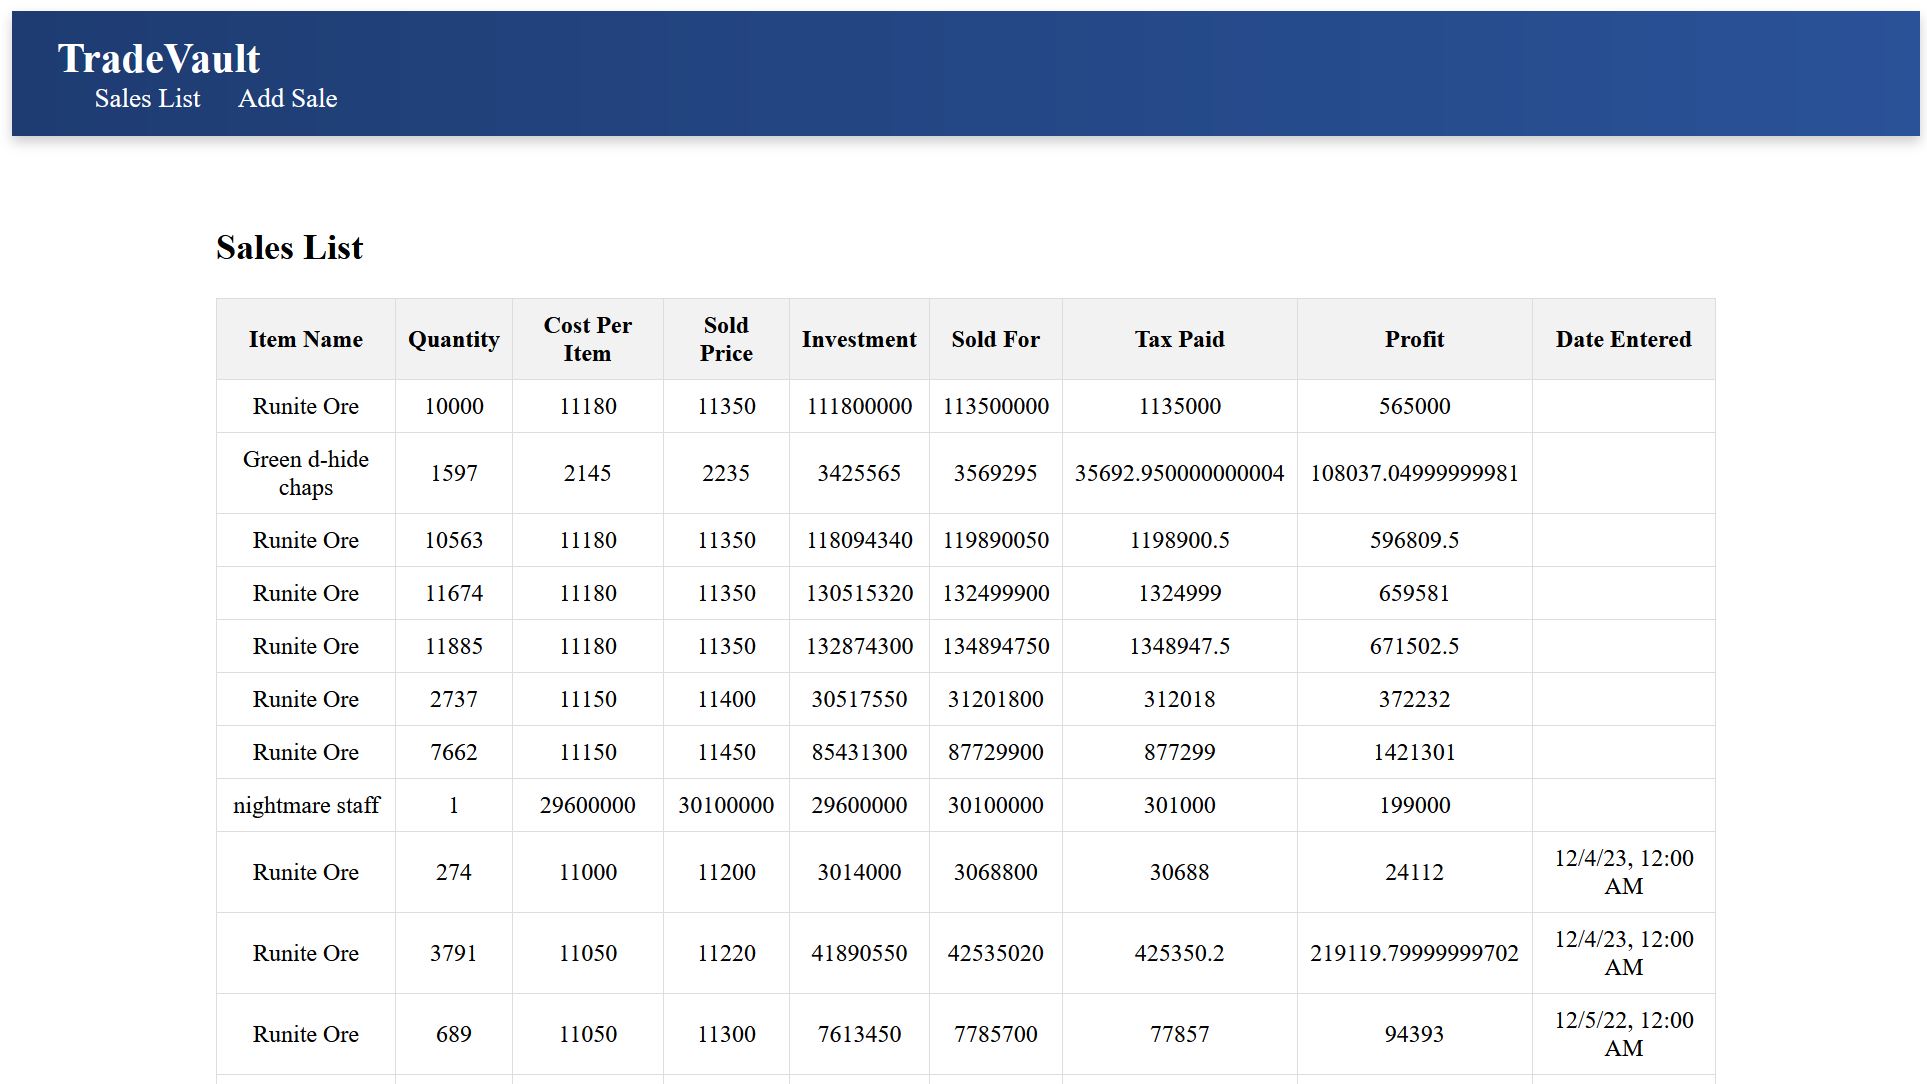 TradeVault
Sales List Add Sale
Sales List
Item Name Quantity Cost Per Item Sold Price Investment Sold For Tax Paid Profit Date Entered
Runite Ore 10000 11180 11350 111800000 113500000 1135000 565000
Green d-hide chaps 1597 2145 2235 3425565 3569295 35692.950000000004 108037.04999999981
Runite Ore 10563 11180 11350 118094340 119890050 1198900.5 596809.5
Runite Ore 11674 11180 11350 130515320 132499900 1324999 659581
Runite Ore 11885 11180 11350 132874300 134894750 1348947.5 671502.5
Runite Ore 2737 11150 11400 30517550 31201800 312018 372232
Runite Ore 7662 11150 11450 85431300 87729900 877299 1421301
nightmare staff 1 29600000 30100000 29600000 30100000 301000 199000
Runite Ore 274 11000 11200 3014000 3068800 30688 24112 12/4/23, 12:00 AM
Runite Ore 3791 11050 11220 41890550 42535020 425350.2 219119.79999999702 12/4/23, 12:00 AM
Runite Ore 689 11050 11300 7613450 7785700 77857 94393 12/5/22, 12:00 AM